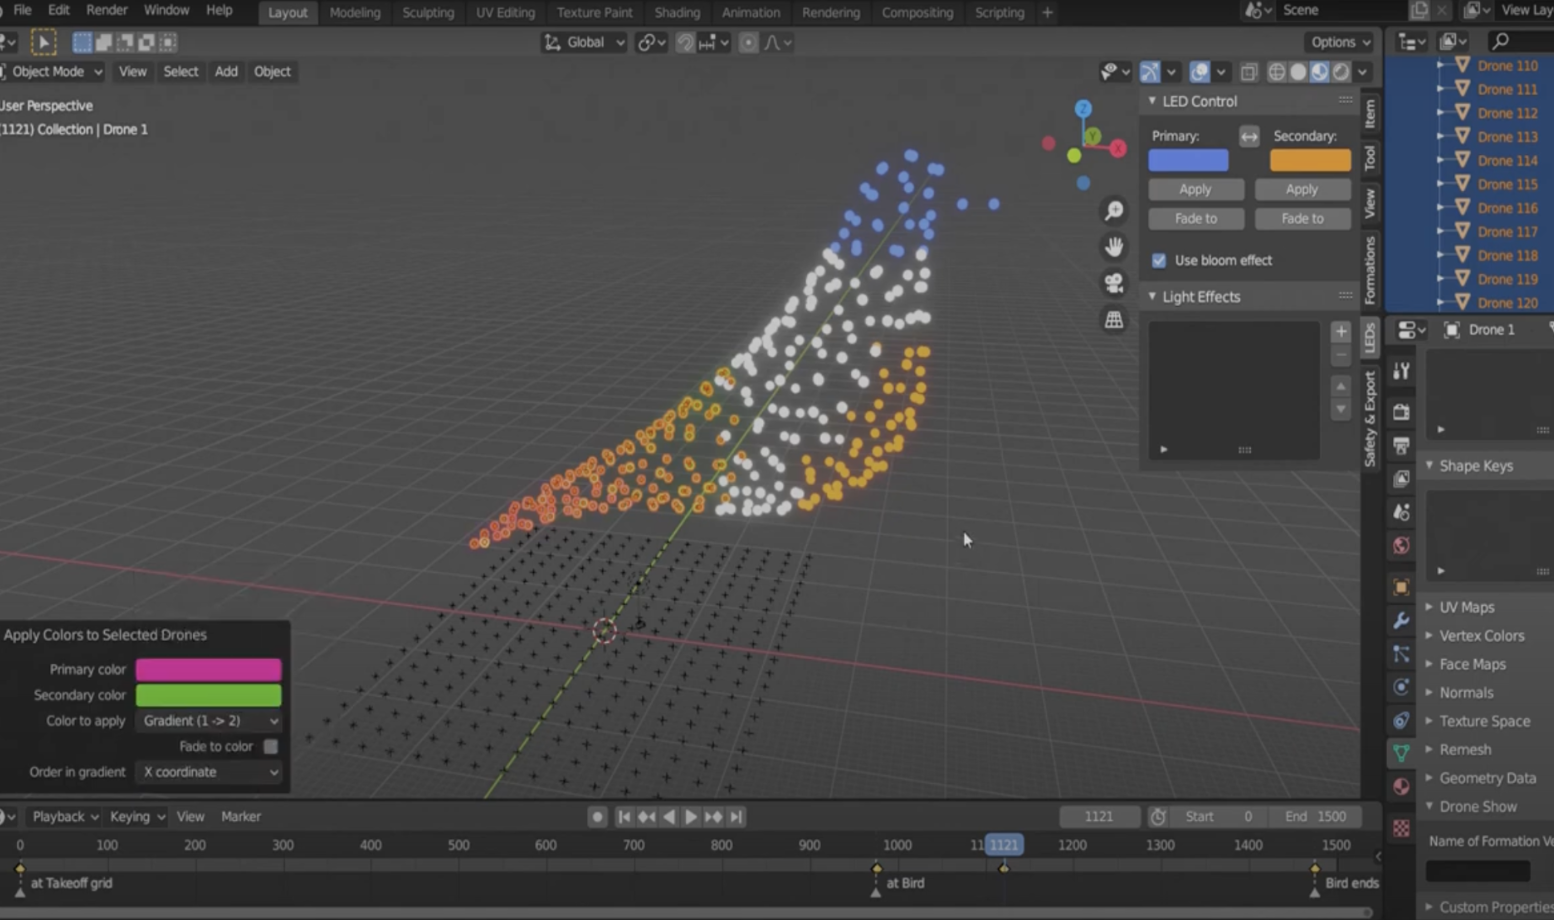 File Edit Render Window Help Layout Modeling Sculpting UV Editing Texture Paint Shading Animation Rendering Compositing Scripting + Scene View Lay
Global Options
Object Mode View Select Add Object
User Perspective
(1121) Collection | Drone 1
Z
Y
X
LED Control
Primary: Secondary:
Apply Apply
Fade to Fade to
Use bloom effect
Light Effects
Item
Tool
View
Formations
LEDs
Safety & Export
Drone 110
Drone 111
Drone 112
Drone 113
Drone 114
Drone 115
Drone 116
Drone 117
Drone 118
Drone 119
Drone 120
Drone 1
Shape Keys
UV Maps
Vertex Colors
Face Maps
Normals
Texture Space
Remesh
Geometry Data
Drone Show
Name of Formation Ve
Custom Properties
Apply Colors to Selected Drones
Primary color
Secondary color
Color to apply Gradient (1 -> 2)
Fade to color
Order in gradient X coordinate
Playback Keying View Marker 1121 Start 0 End 1500
0 100 200 300 400 500 600 700 800 900 1000 11 1121 1200 1300 1400 1500
at Takeoff grid at Bird Bird ends